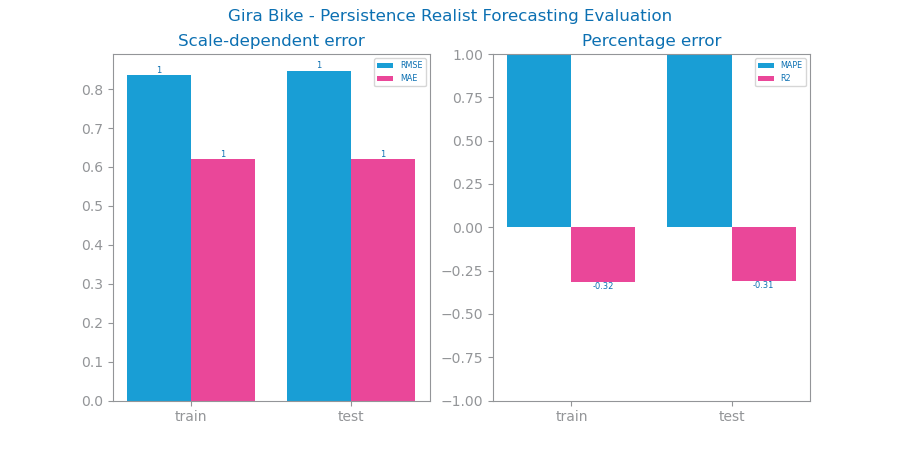 Gira Bike - Persistence Realist Forecasting Evaluation
Scale-dependent error
RMSE
MAE
1
1
1
1
0.8
0.7
0.6
0.5
0.4
0.3
0.2
0.1
0.0
train
test
Percentage error
MAPE
R2
1.00
0.75
0.50
0.25
0.00
−0.25
−0.50
−0.75
−1.00
-0.32
-0.31
train
test